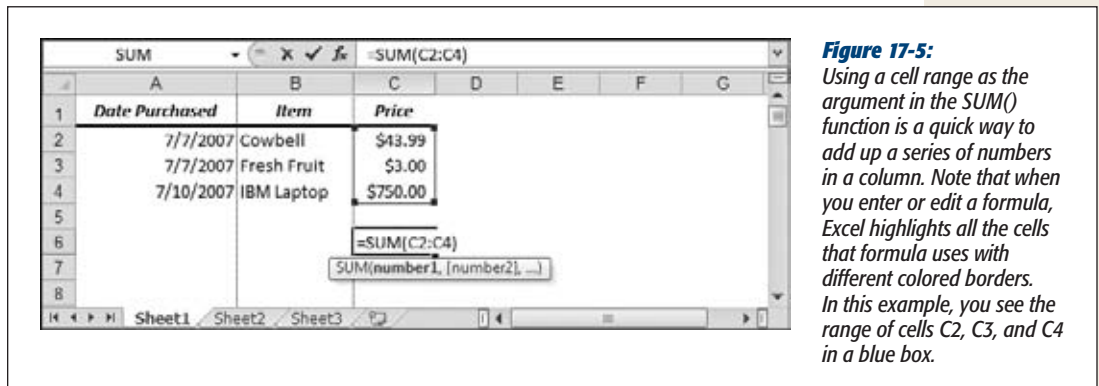 SUM =SUM(C2:C4)
A B C D E F G
1 Date Purchased Item Price
2 7/7/2007 Cowbell $43.99
3 7/7/2007 Fresh Fruit $3.00
4 7/10/2007 IBM Laptop $750.00
5
6 =SUM(C2:C4)
7 SUM(number1, [number2], ...)
8
Sheet1 Sheet2 Sheet3
Figure 17-5:
Using a cell range as the
argument in the SUM()
function is a quick way to
add up a series of numbers
in a column. Note that when
you enter or edit a formula,
Excel highlights all the cells
that formula uses with
different colored borders.
In this example, you see the
range of cells C2, C3, and C4
in a blue box.